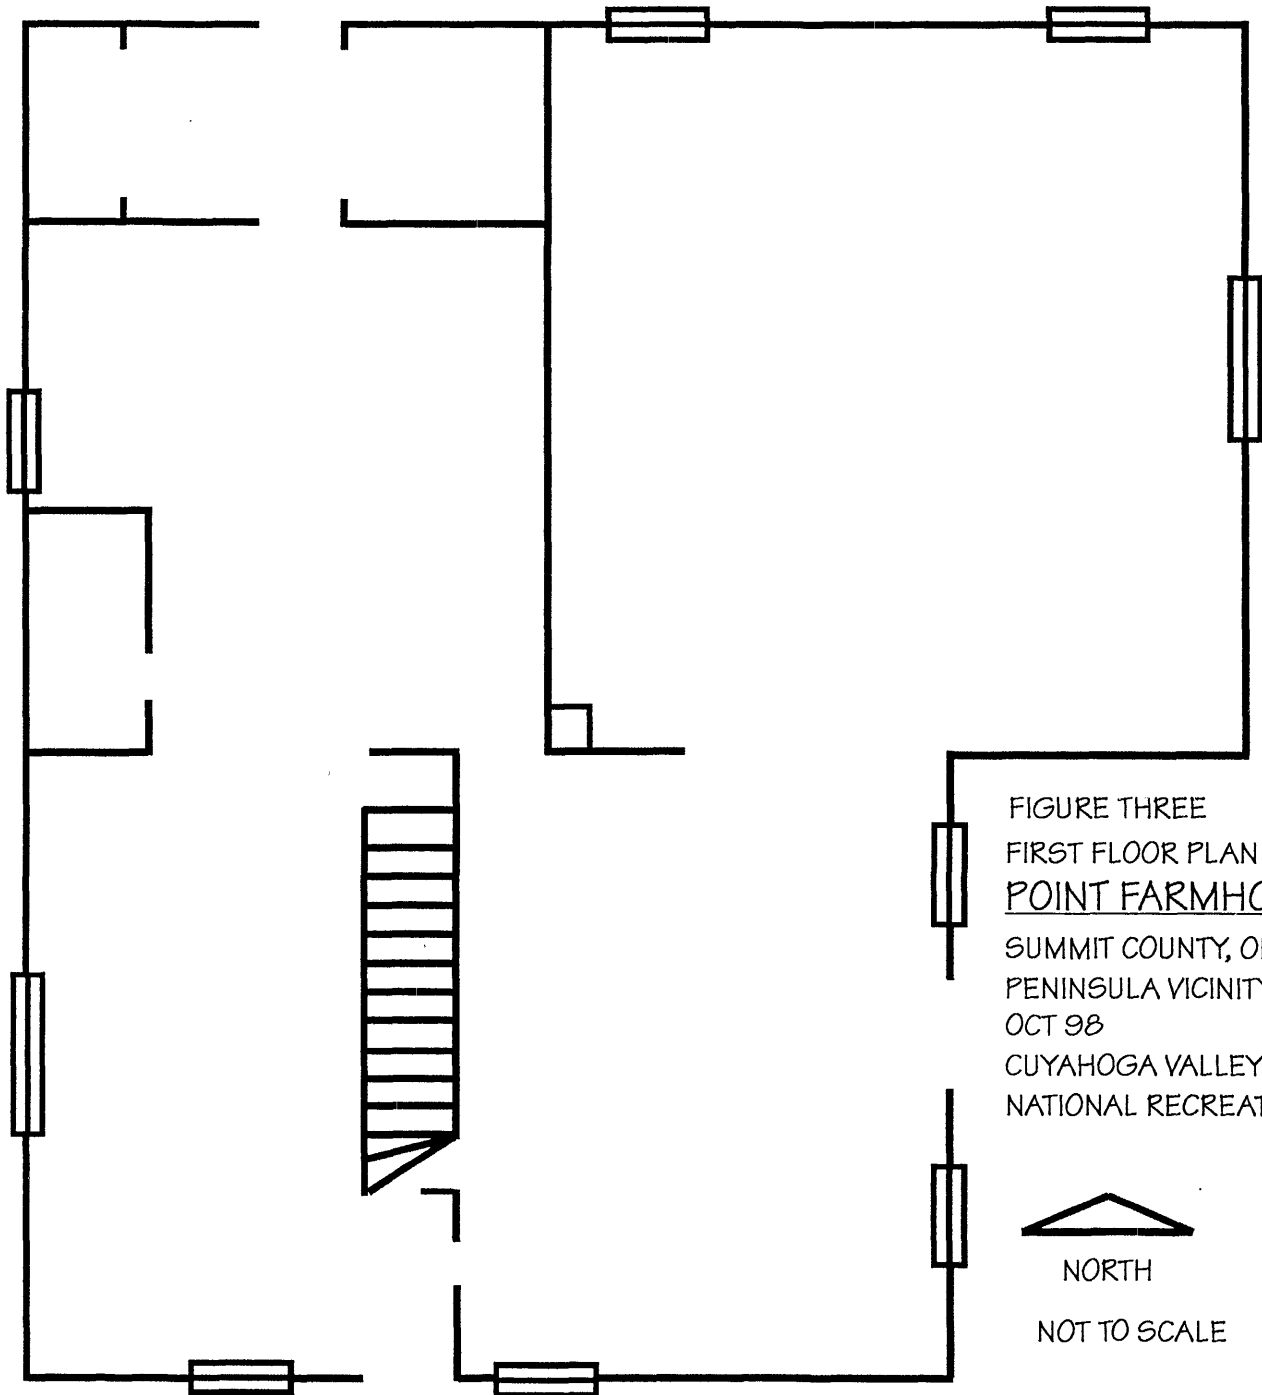 FIGURE THREE
FIRST FLOOR PLAN
POINT
SUMMIT COUNTY,
PENINSULA
OCT 98
CUYAHOGA VALLEY
NATIONAL
NORTH
NOT TO SCALE